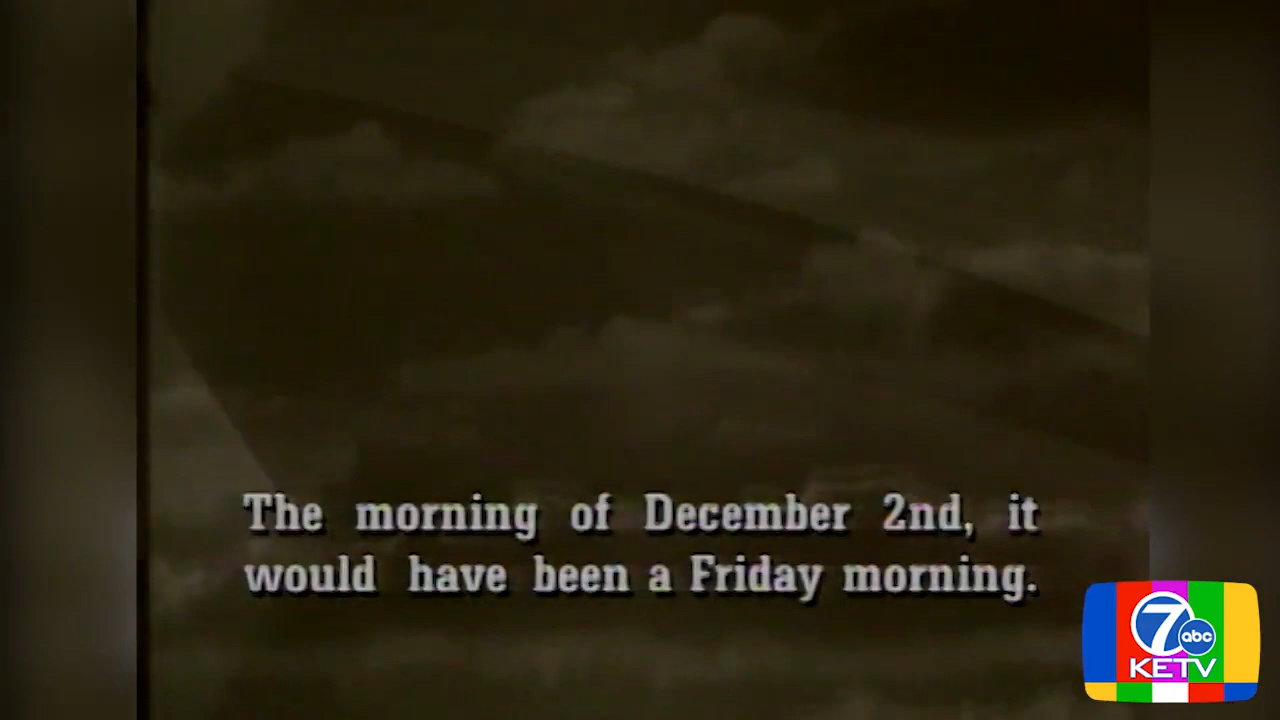 The morning of December 2nd, it
would have been a Friday morning.
7
abc
KETV